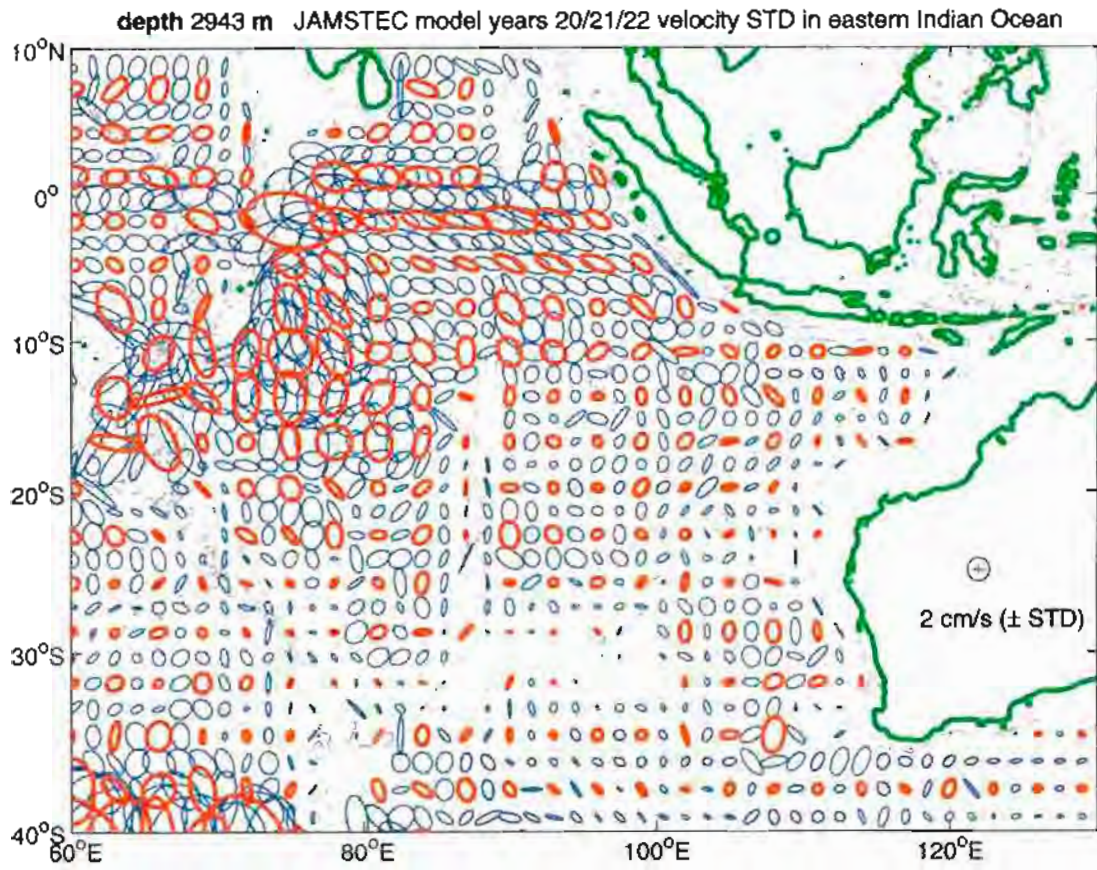 depth 2943 m JAMSTEC model years 20/21/22 velocity STD in eastern Indian Ocean
10°N
0°
10°S
20°S
30°S
40°S
2 cm/s (± STD)
60°E 80°E 100°E 120°E